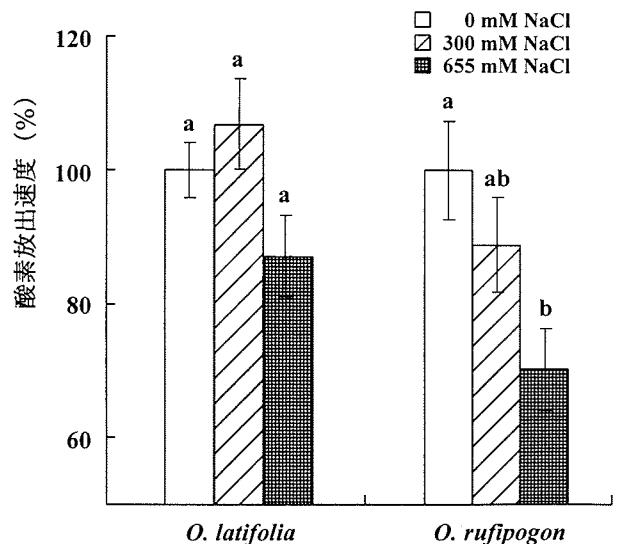 0 mM NaCl
300 mM NaCl
655 mM NaCl
酸素放出速度 (%)
120
100
80
60
a
a
a
a
ab
b
O. latifolia
O. rufipogon